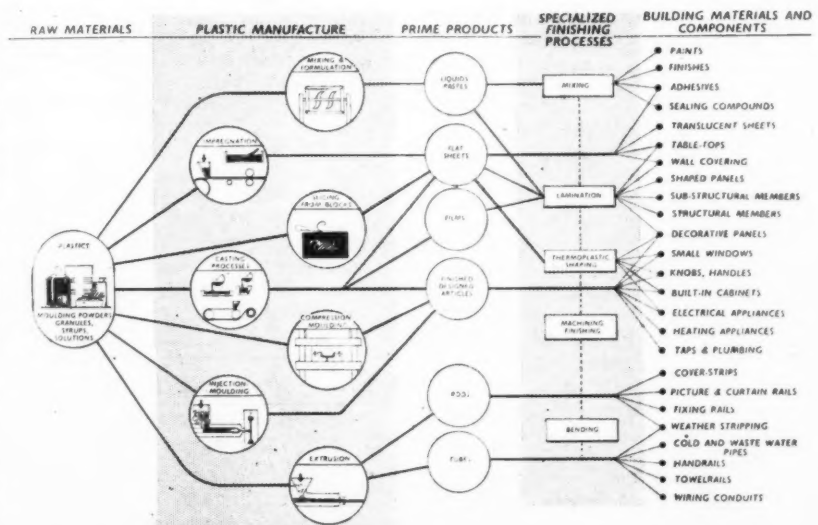 RAW MATERIALS
PLASTIC MANUFACTURE
PRIME PRODUCTS
SPECIALIZED
FINISHING
PROCESSES
BUILDING MATERIALS AND
COMPONENTS
PLASTICT
MOULDING POWDERS
GRANULES,
SYRUPS,
SOLUTIONS
MIXING &
FORMULATION
IMPREGNATION
SLICING
FROM BLOCKS
CASTING
PROCESSES
COMPRESSION
MOULDING
INJECTION
MOULDING
EXTRUSION
LIQUIDS
PASTES
FLAT
SHEETS
FILMS
FINISHED
DESIGNED
ARTICLES
RODS
TUBES
MIXING
LAMINATION
THERMOPLASTIC
SHAPING
MACHINING
FINISHING
BENDING
PAINTS
FINISHES
ADHESIVES
SEALING COMPOUNDS
TRANSLUCENT SHEETS
TABLE-TOPS
WALL COVERING
SHAPED PANELS
SUB-STRUCTURAL MEMBERS
STRUCTURAL MEMBERS
DECORATIVE PANELS
SMALL WINDOWS
KNOBS, HANDLES
BUILT-IN CABINETS
ELECTRICAL APPLIANCES
HEATING APPLIANCES
TAPS & PLUMBING
COVER-STRIPS
PICTURE & CURTAIN RAILS
FIXING RAILS
WEATHER STRIPPING
COLD AND WASTE WATER
PIPES
HANDRAILS
TOWELRAILS
WIRING CONDUITS